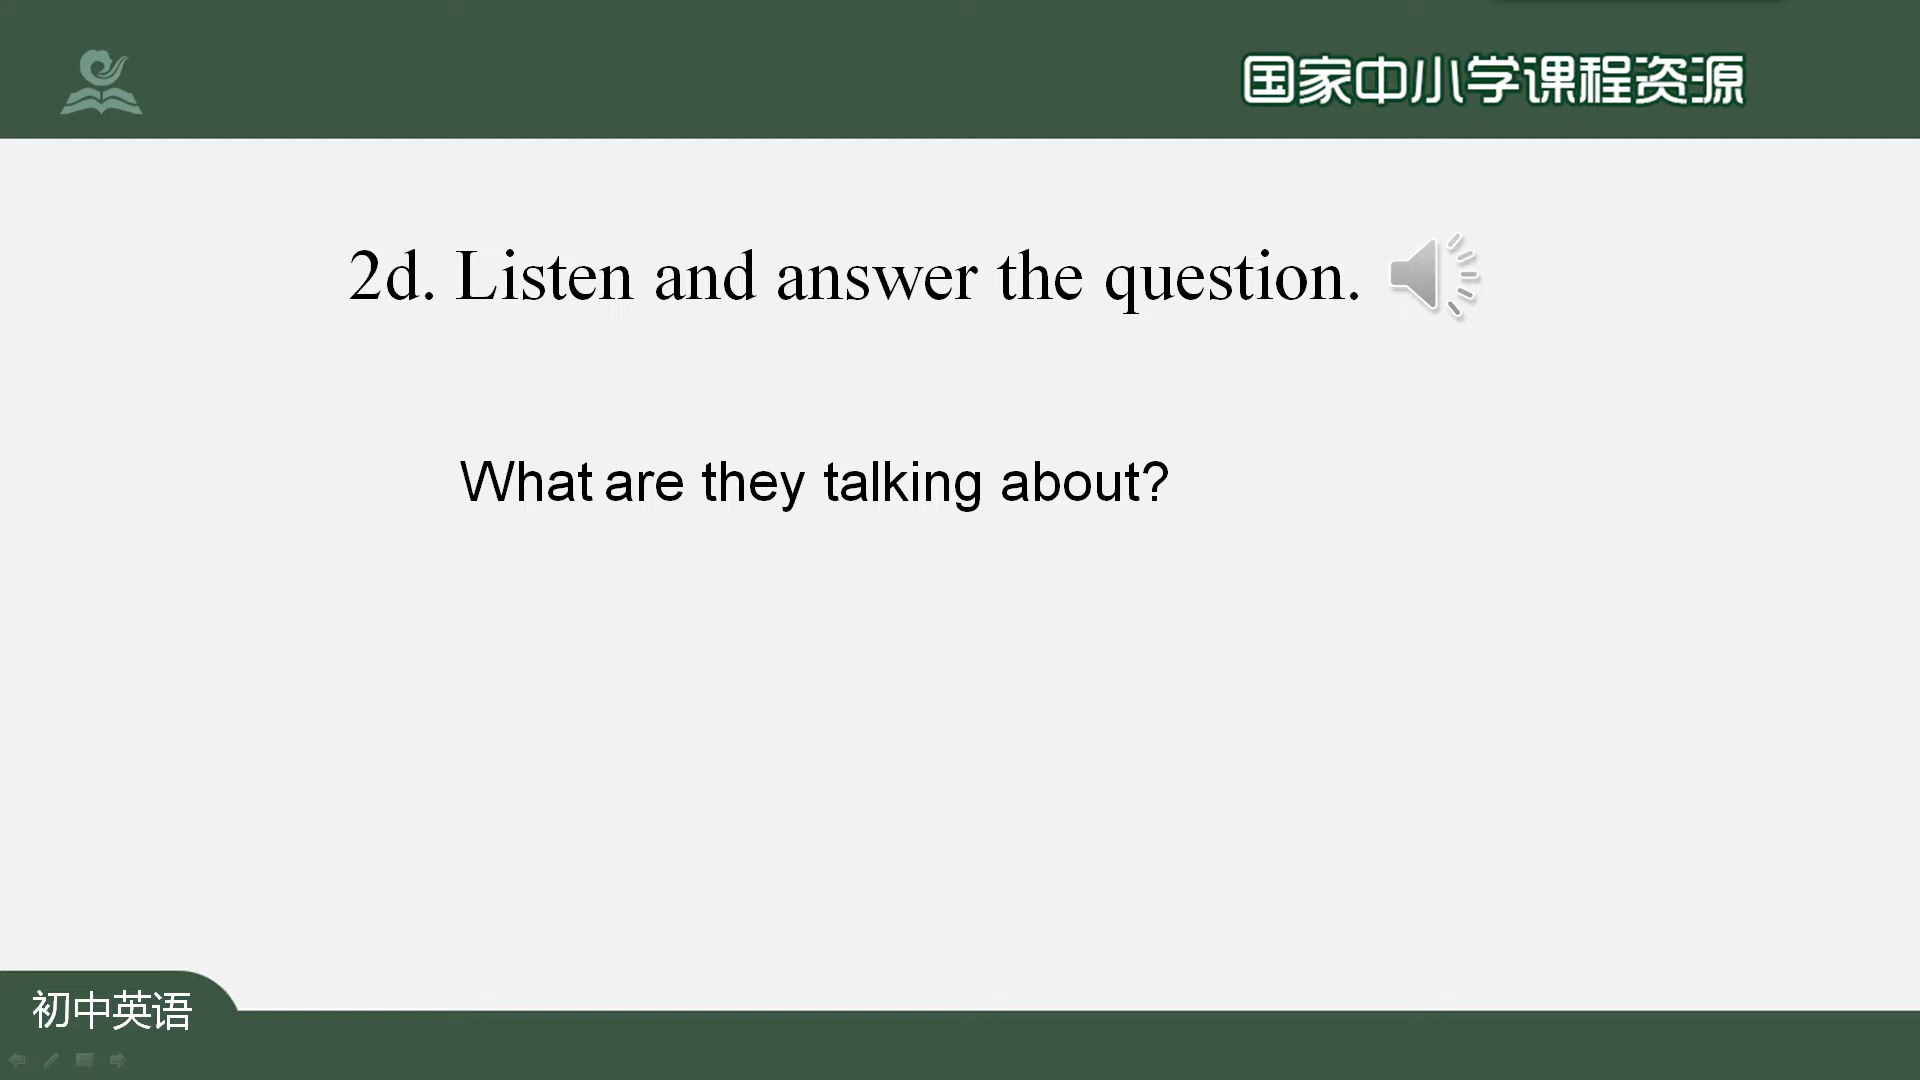 国家中小学课程资源
2d. Listen and answer the question.
What are they talking about?
初中英语